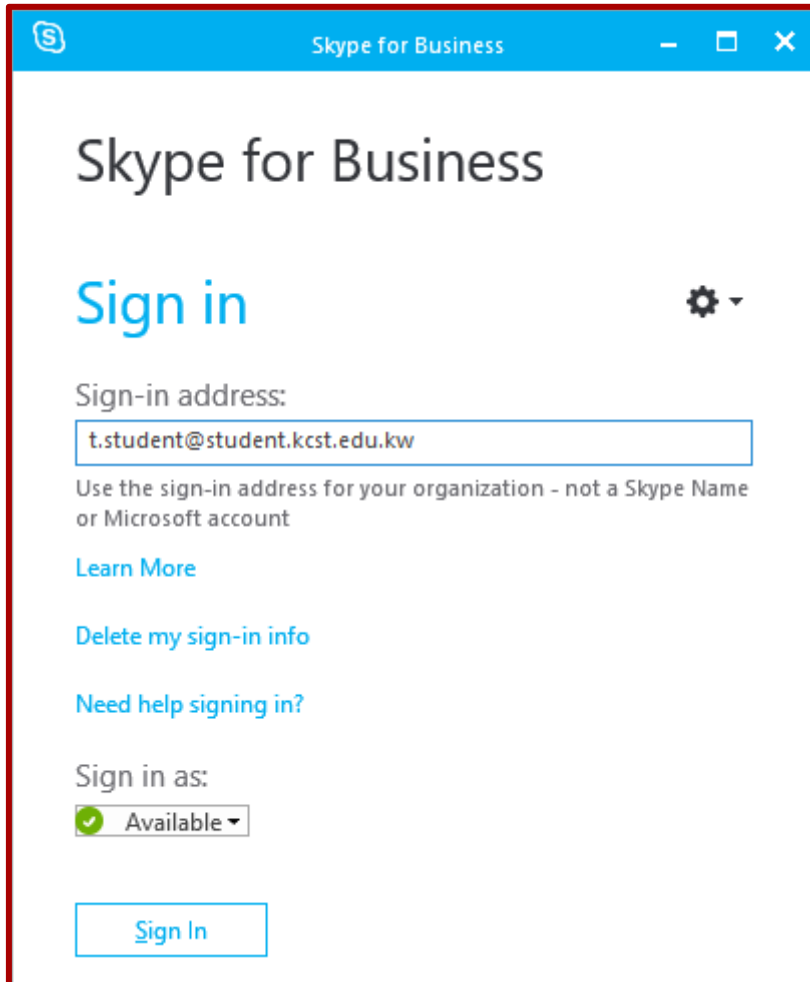 Skype for Business
Skype for Business
Sign in
Sign-in address:
t.student@student.kcst.edu.kw
Use the sign-in address for your organization - not a Skype Name
or Microsoft account
Learn More
Delete my sign-in info
Need help signing in?
Sign in as:
Available
Sign In